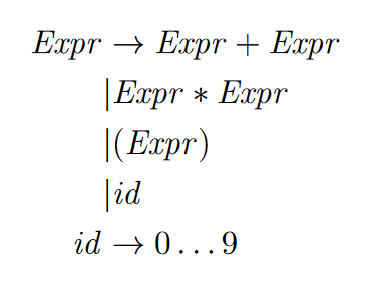 Expr → Expr + Expr
|Expr ∗ Expr
|(Expr)
|id
id → 0 . . . 9